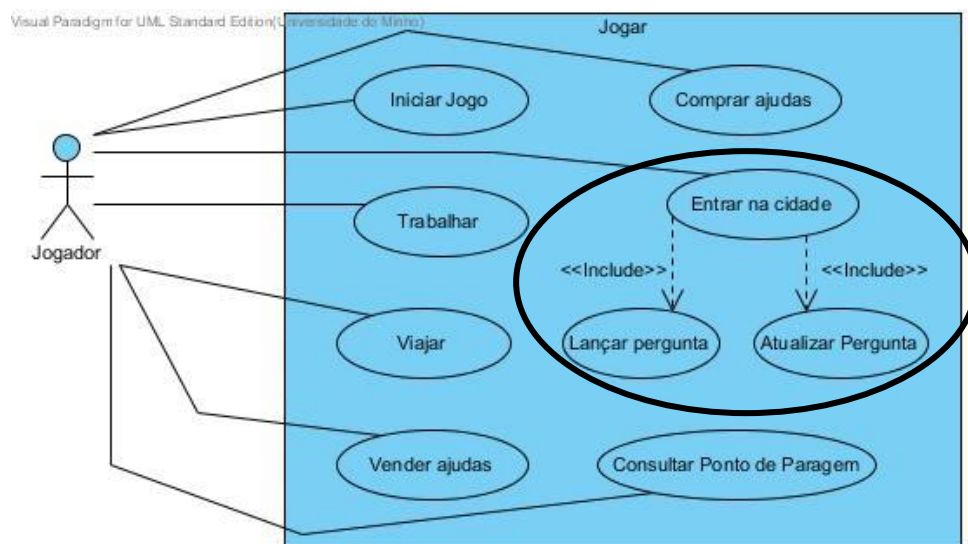 Visual Paradigm for UML Standard Edition(Universidade do Minho)
Jogar
Iniciar Jogo
Comprar ajudas
Entrar na cidade
Trabalhar
Jogador
<<Include>>
<<Include>>
Viajar
Lançar pergunta
Atualizar Pergunta
Vender ajudas
Consultar Ponto de Paragem